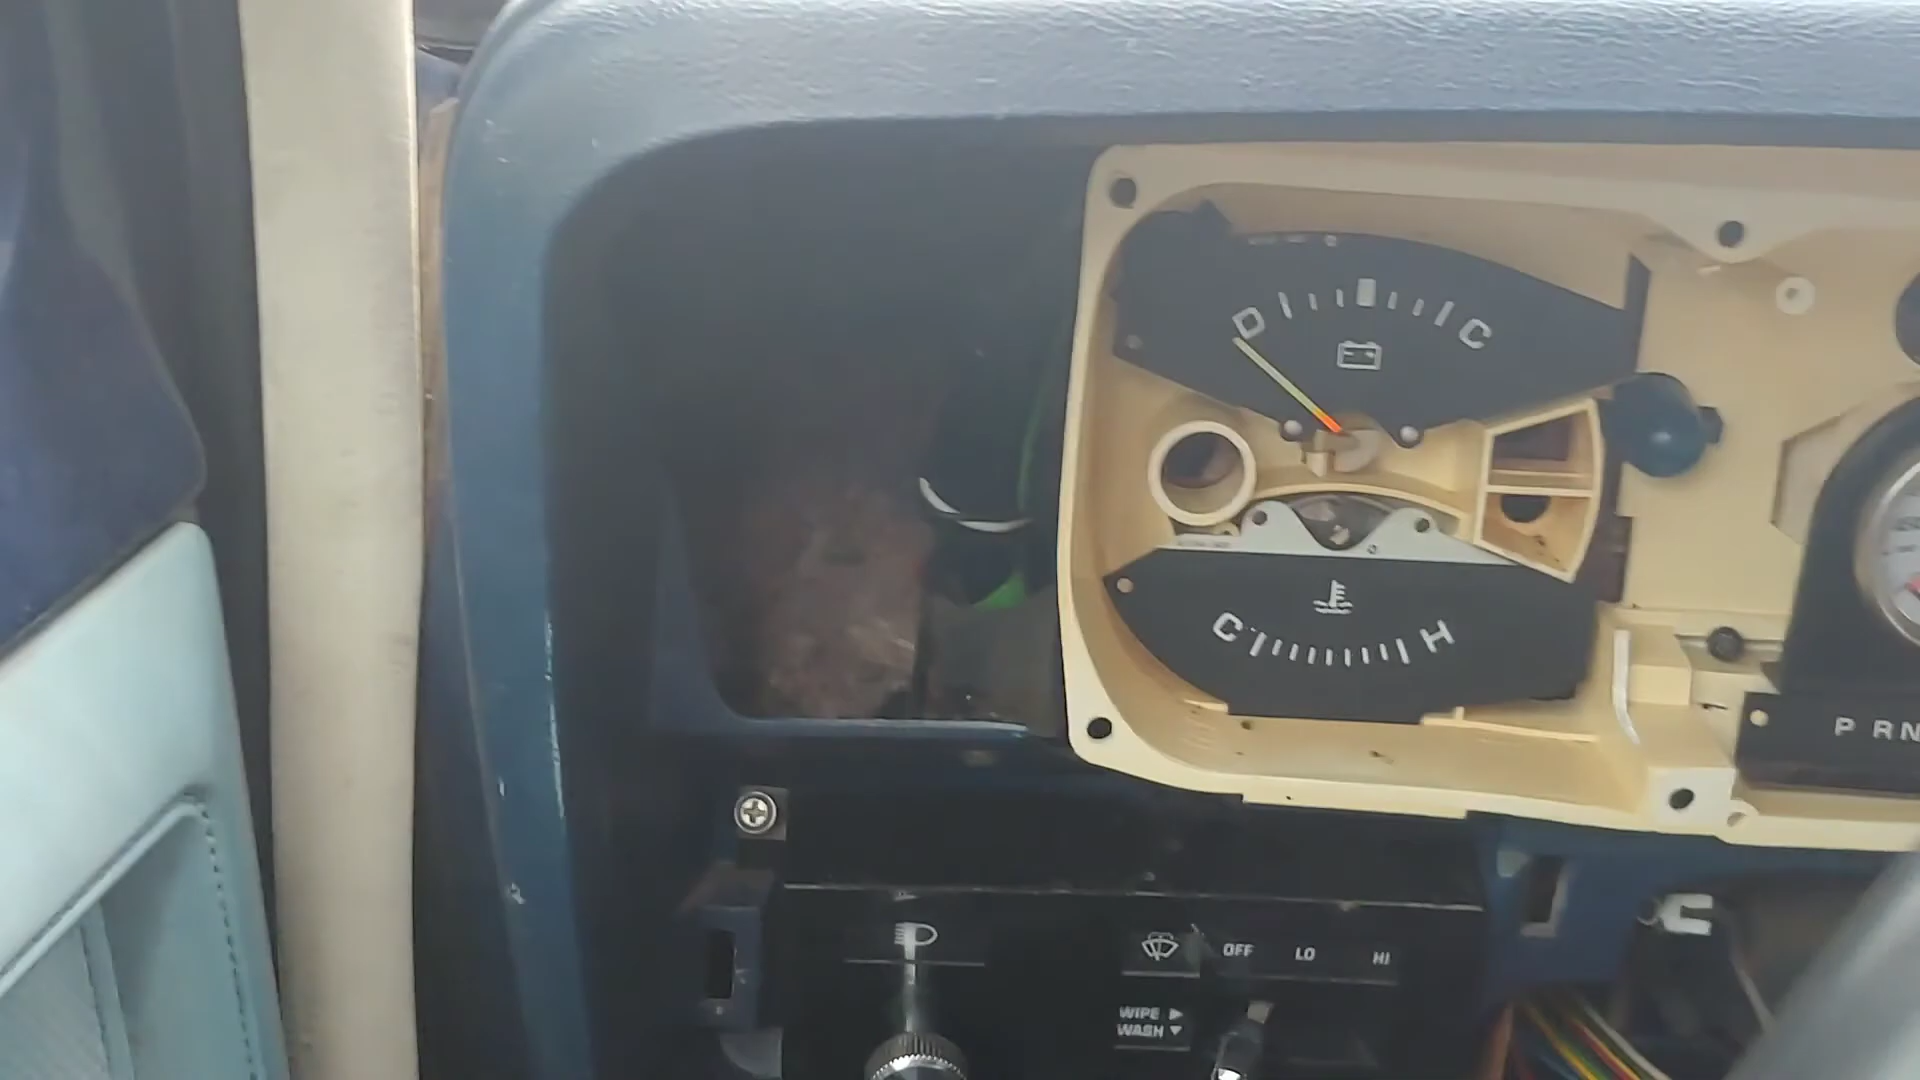 D C
C H
P R N
OFF LO HI
WIPE ▶
WASH ▼